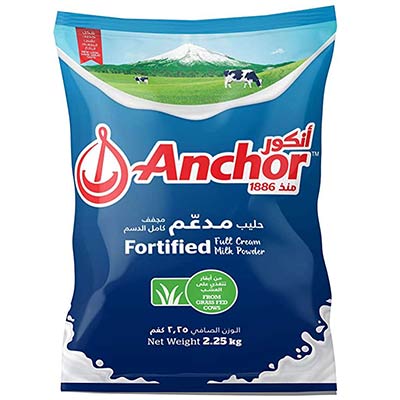 أنكور
Anchor™
منذ 1886
حليب مدعّم مجفف كامل الدسم
Fortified Full Cream Milk Powder
من أبقار
تتغذى على
العشب
FROM
GRASS FED
COWS
الوزن الصافي ٢,٢٥ كغم
Net Weight 2.25 kg